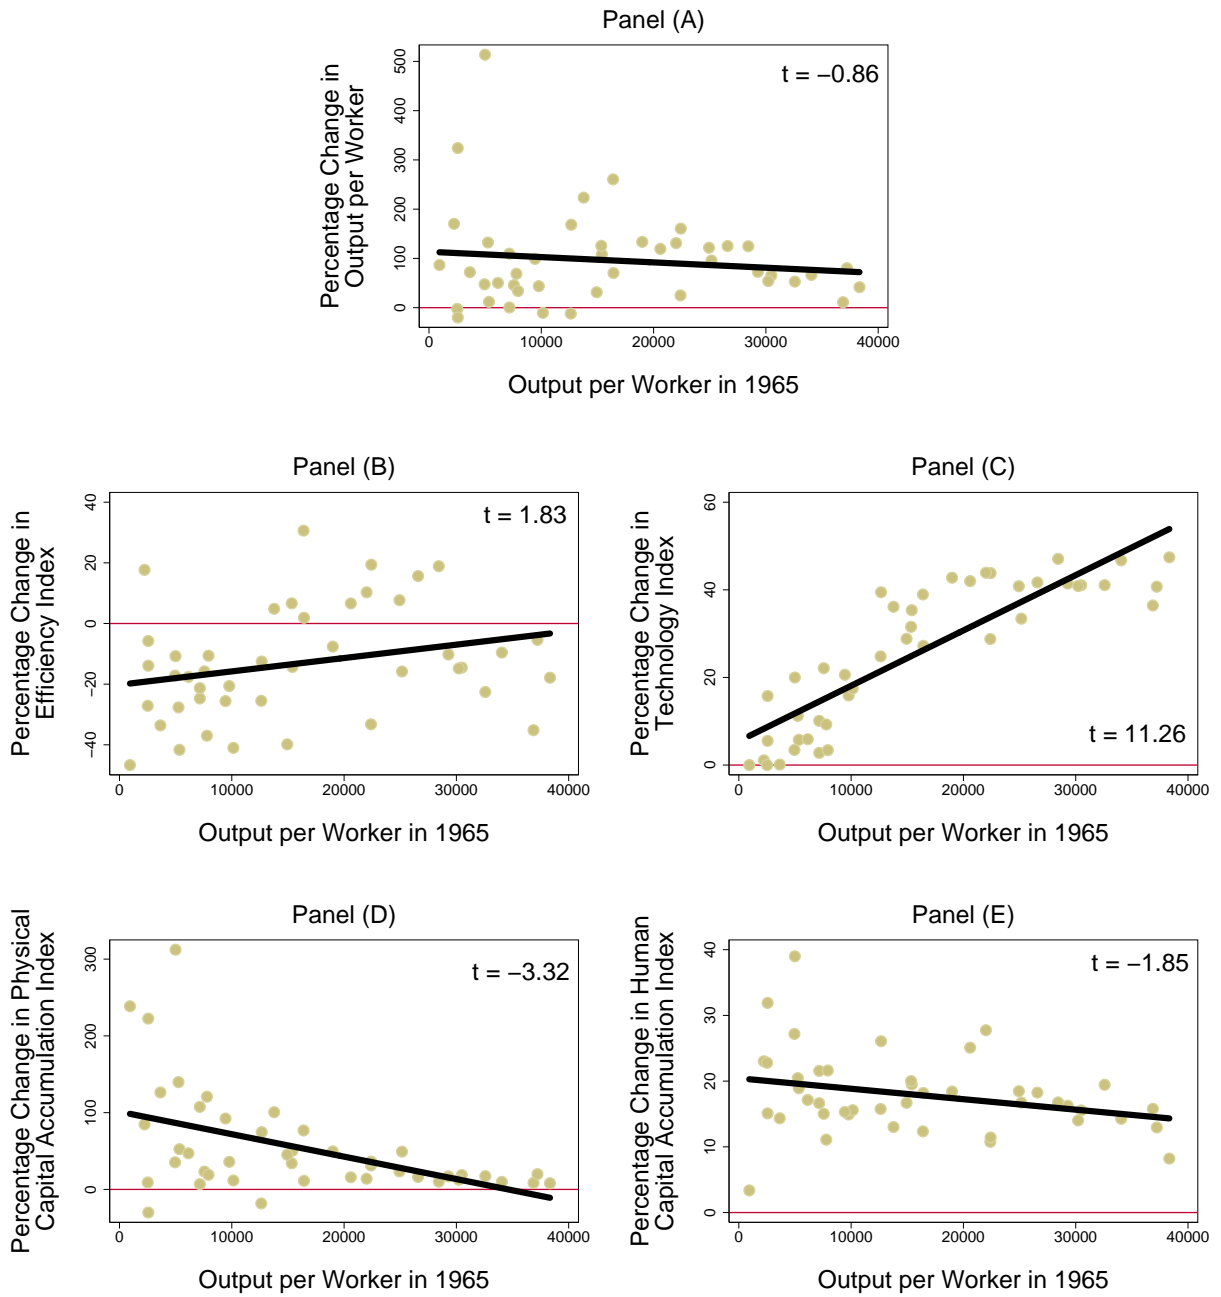 Panel (A)
Percentage Change in
Output per Worker
500
400
300
200
100
0
t = −0.86
0 10000 20000 30000 40000
Output per Worker in 1965
Panel (B)
Percentage Change in
Efficiency Index
40
20
0
−20
−40
t = 1.83
0 10000 20000 30000 40000
Output per Worker in 1965
Panel (C)
Percentage Change in
Technology Index
60
40
20
0
t = 11.26
0 10000 20000 30000 40000
Output per Worker in 1965
Panel (D)
Percentage Change in Physical
Capital Accumulation Index
300
200
100
0
t = −3.32
0 10000 20000 30000 40000
Output per Worker in 1965
Panel (E)
Percentage Change in Human
Capital Accumulation Index
40
30
20
10
0
t = −1.85
0 10000 20000 30000 40000
Output per Worker in 1965